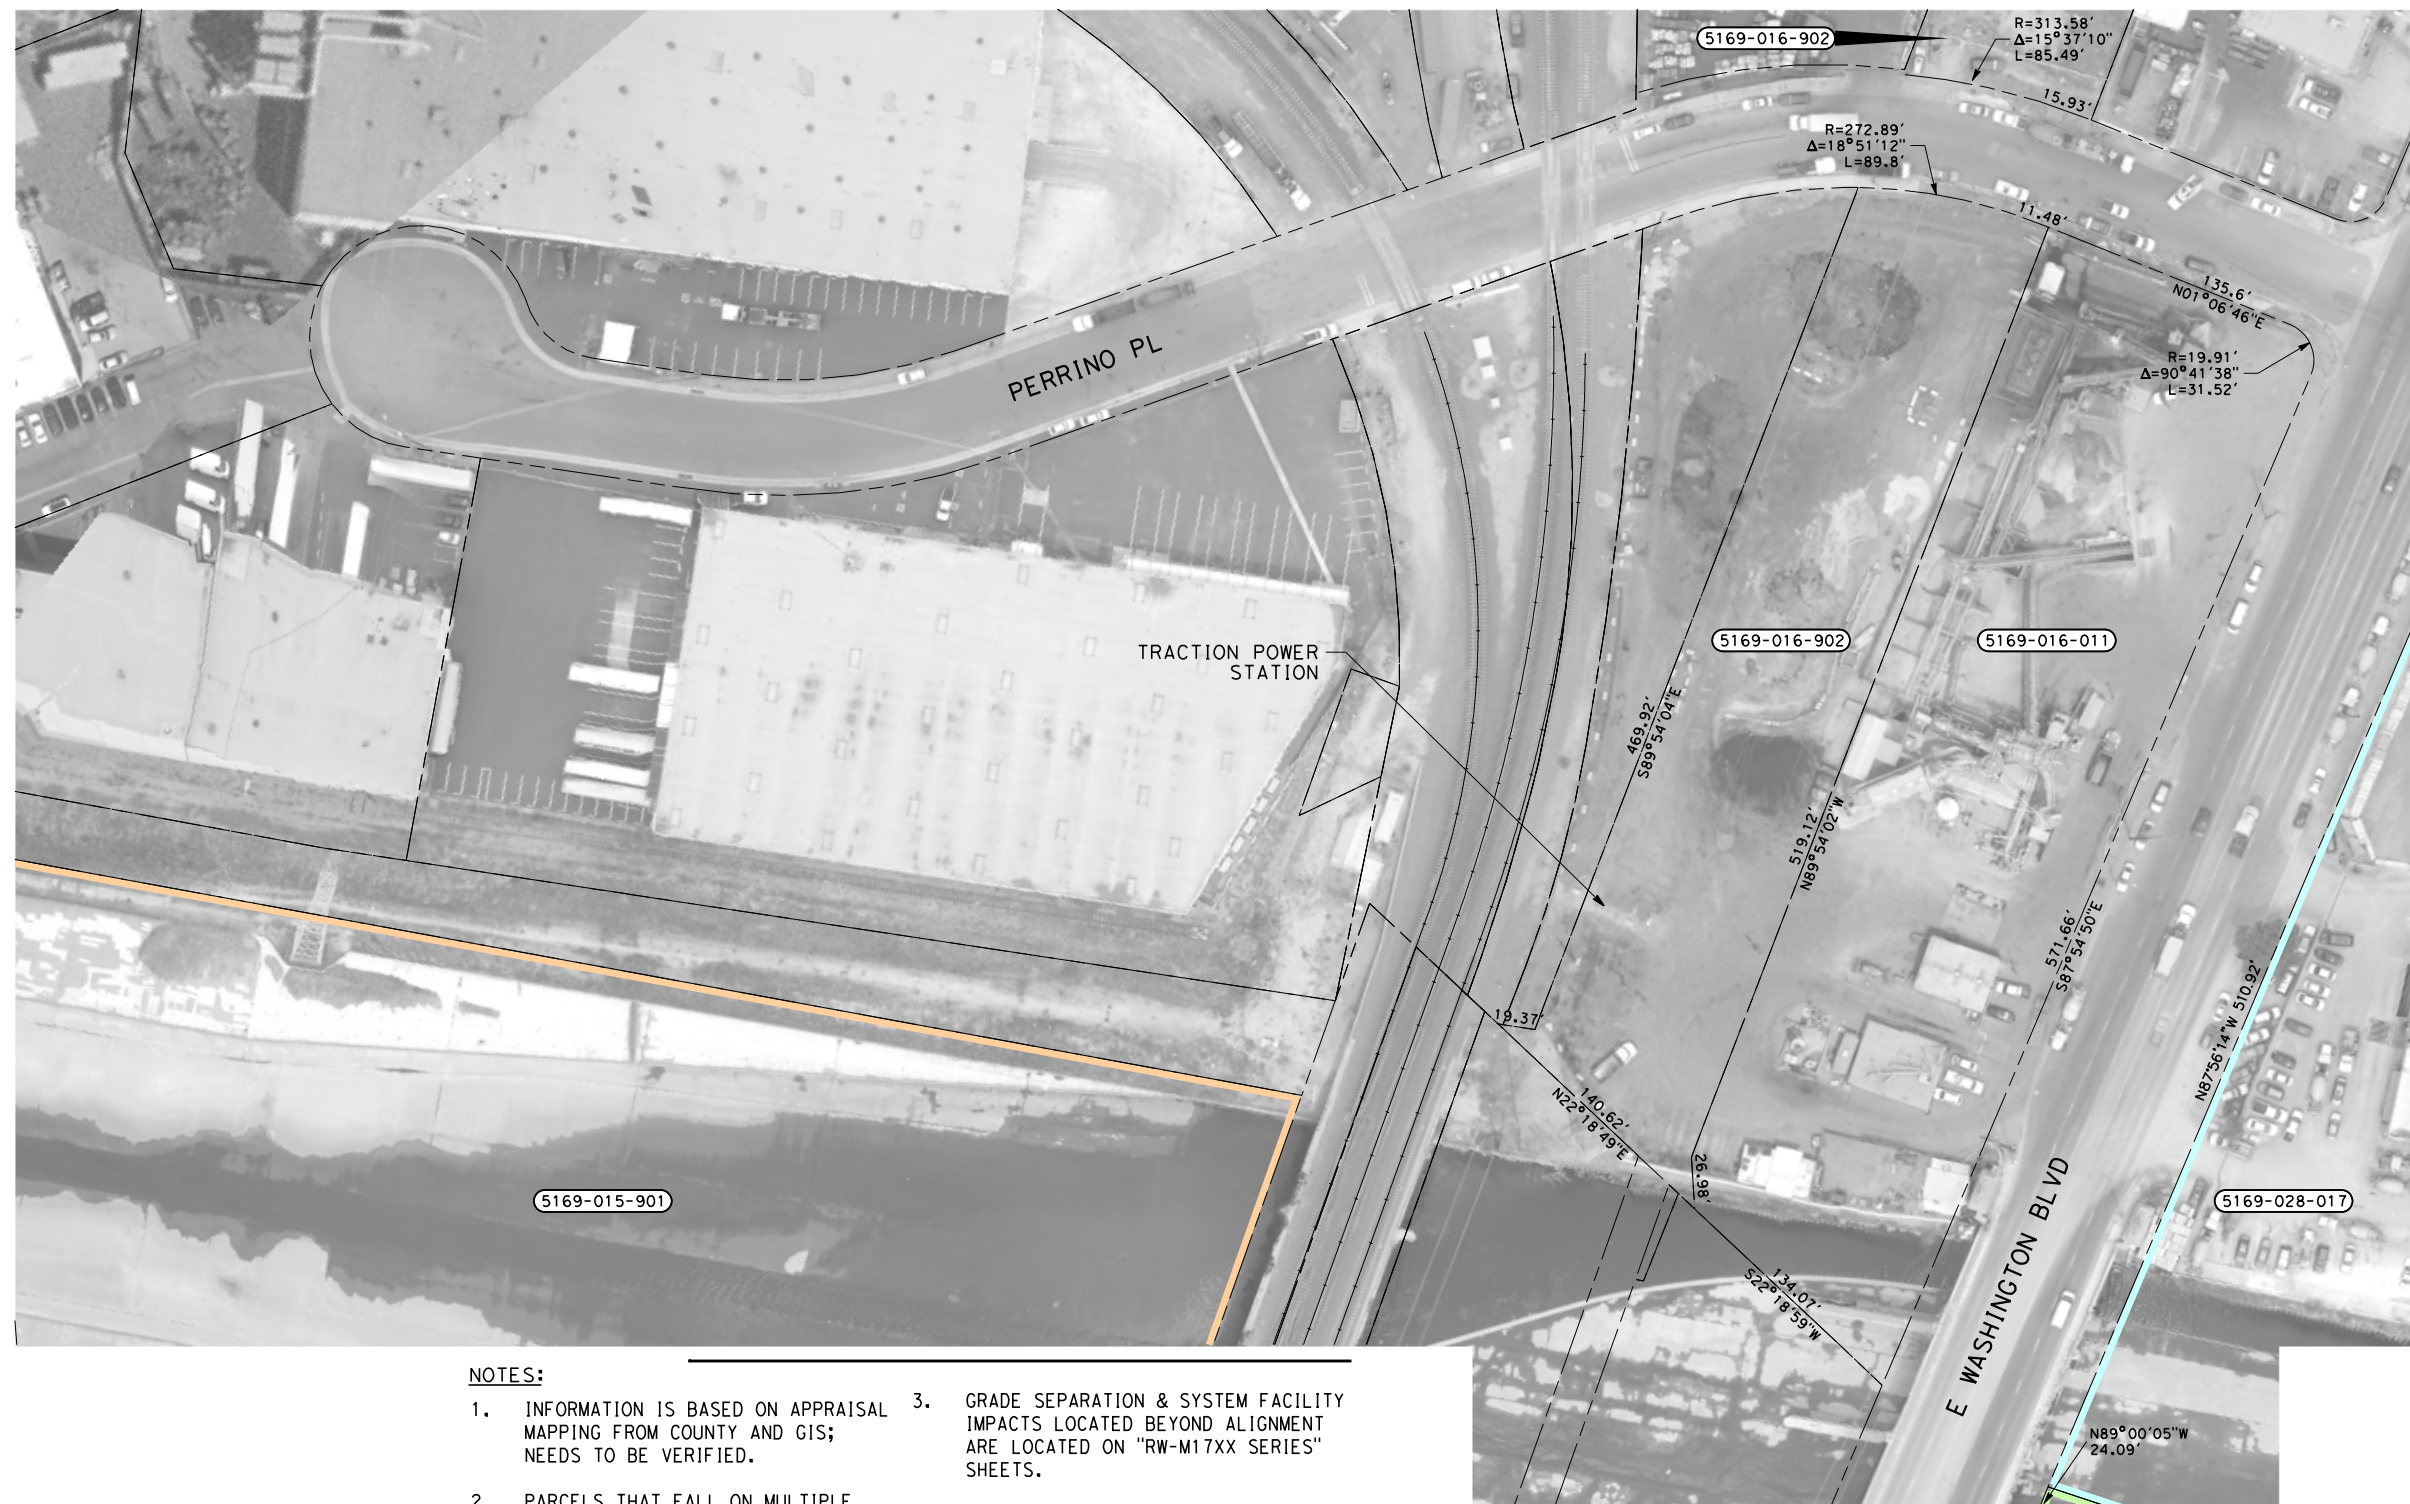 5169-016-902
R=313.58'
Δ=15°37'10"
L=85.49'
15.93'
R=272.89'
Δ=18°51'12"
L=89.8'
11.48'
135.6'
N01°06'46"E
R=19.91'
Δ=90°41'38"
L=31.52'
PERRINO PL
TRACTION POWER
STATION
5169-016-902
5169-016-011
469.92'
S89°54'04"E
519.12'
N89°54'02"W
571.66'
S87°54'50"E
N87°56'14"W 510.92'
19.37'
140.62'
N22°18'49"E
26.98'
5169-015-901
5169-028-017
134.07'
S22°18'59"W
E WASHINGTON BLVD
N89°00'05"W
24.09'
NOTES:
1. INFORMATION IS BASED ON APPRAISAL
MAPPING FROM COUNTY AND GIS;
NEEDS TO BE VERIFIED.
2. PARCELS THAT FALL ON MULTIPLE
3. GRADE SEPARATION & SYSTEM FACILITY
IMPACTS LOCATED BEYOND ALIGNMENT
ARE LOCATED ON "RW-M17XX SERIES"
SHEETS.